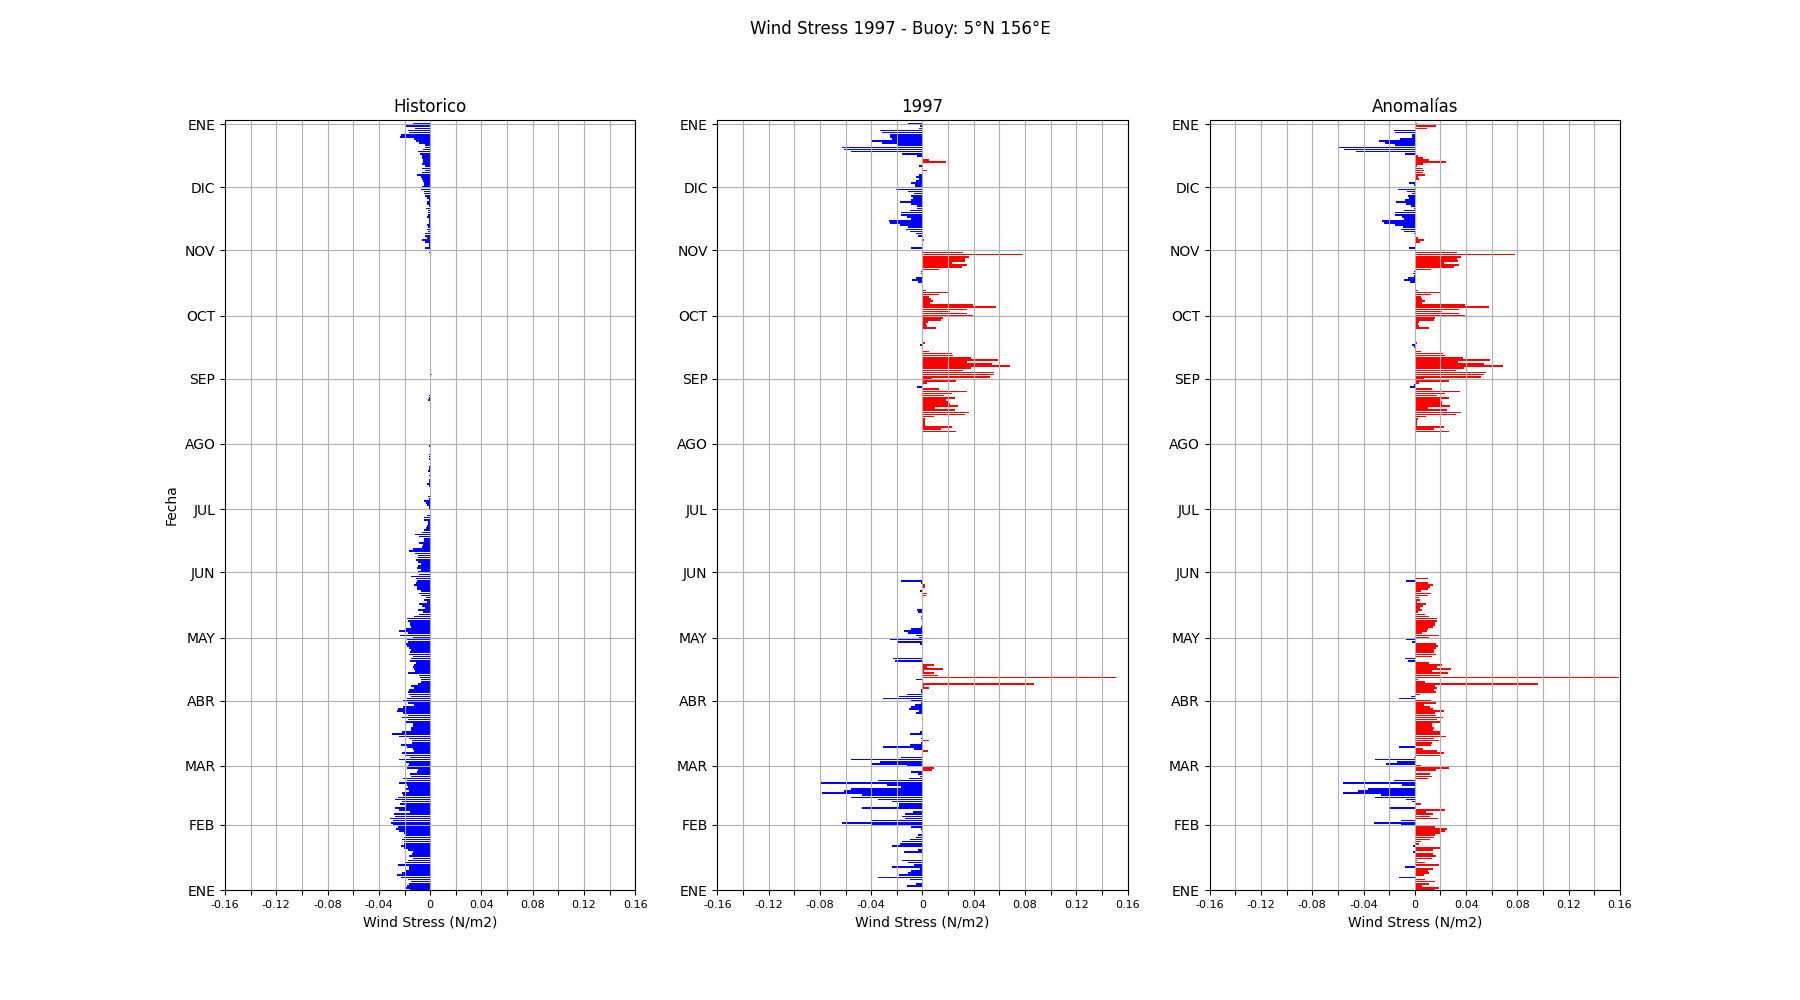 Wind Stress 1997 - Buoy: 5°N 156°E
Historico
1997
Anomalías
ENE
DIC
NOV
OCT
SEP
AGO
JUL
JUN
MAY
ABR
MAR
FEB
ENE
Fecha
-0.16 -0.12 -0.08 -0.04 0 0.04 0.08 0.12 0.16
Wind Stress (N/m2)
ENE
DIC
NOV
OCT
SEP
AGO
JUL
JUN
MAY
ABR
MAR
FEB
ENE
-0.16 -0.12 -0.08 -0.04 0 0.04 0.08 0.12 0.16
Wind Stress (N/m2)
ENE
DIC
NOV
OCT
SEP
AGO
JUL
JUN
MAY
ABR
MAR
FEB
ENE
-0.16 -0.12 -0.08 -0.04 0 0.04 0.08 0.12 0.16
Wind Stress (N/m2)